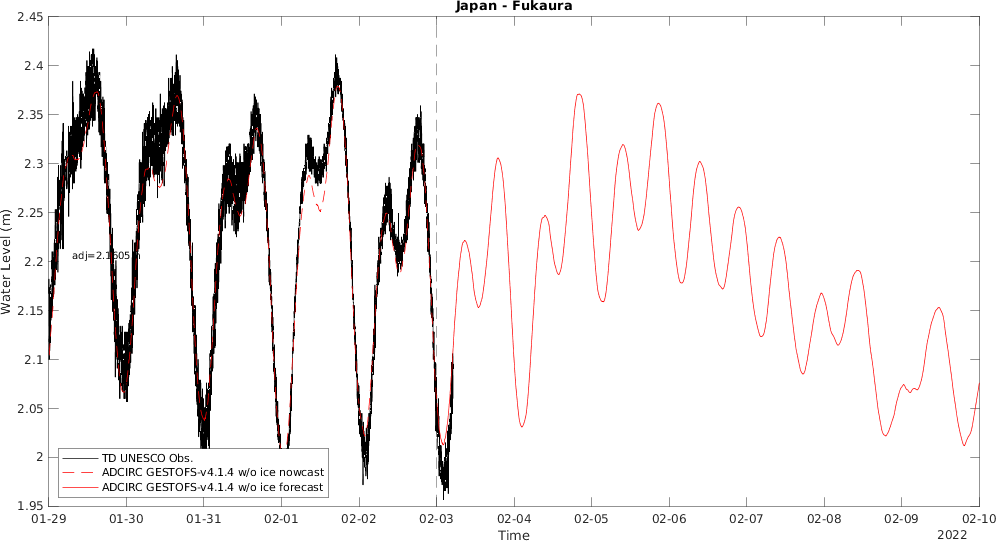 Japan - Fukaura
2.45
2.4
2.35
2.3
2.25
2.2
2.15
2.1
2.05
2
1.95
Water Level (m)
adj=2.1605m
TD UNESCO Obs.
ADCIRC GESTOFS-v4.1.4 w/o ice nowcast
ADCIRC GESTOFS-v4.1.4 w/o ice forecast
01-29 01-30 01-31 02-01 02-02 02-03 02-04 02-05 02-06 02-07 02-08 02-09 02-10
Time
2022